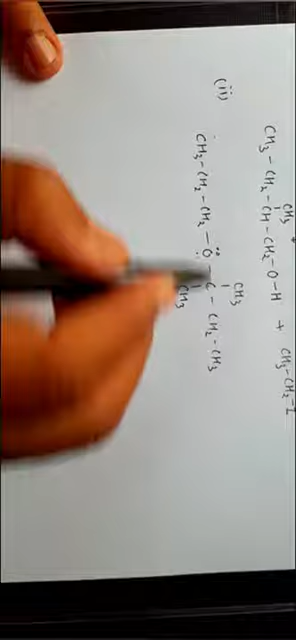 CH₃
CH₃-CH₂-CH-CH₂-O-H + CH₃-CH₂-I
(ii)
CH₃
CH₃-CH₂-CH₂-Ö-C-CH₂-CH₃
CH₃